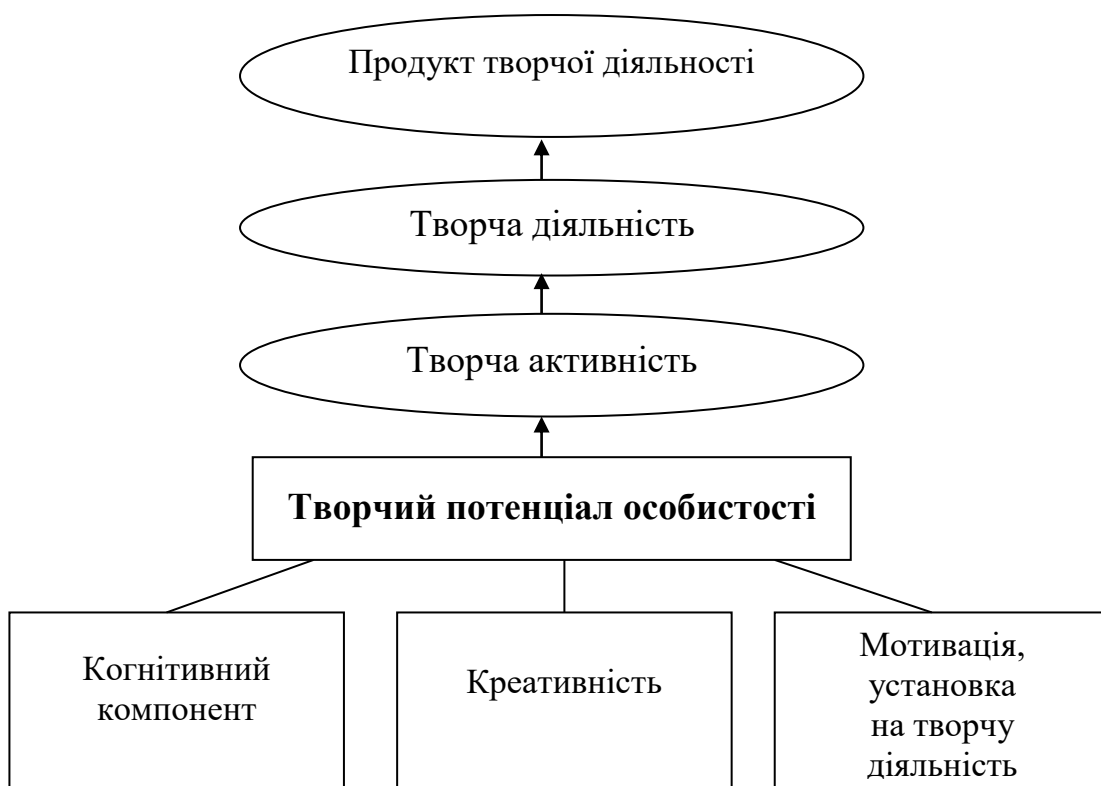 Продукт творчої діяльності
Творча діяльність
Творча активність
Творчий потенціал особистості
Когнітивний
компонент
Креативність
Мотивація,
установка
на творчу
діяльність